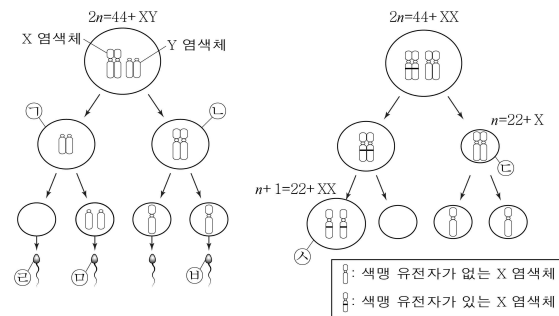 2n=44+XY
X 염색체
Y 염색체
㉠
㉡
㉣
㉤
㉥
2n=44+XX
n=22+X
㉢
n+1=22+XX
㉦
: 색맹 유전자가 없는 X 염색체
: 색맹 유전자가 있는 X 염색체